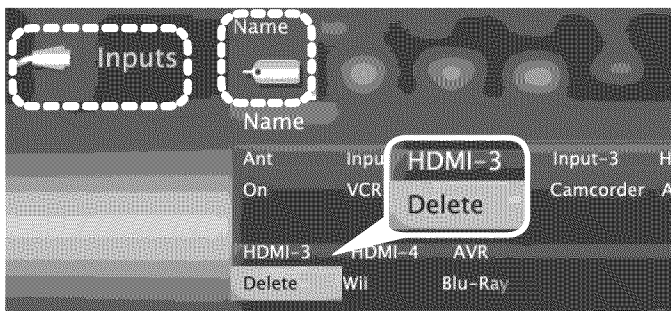 Name
Inputs
Name
HDMI-3
Delete
Ant
Input-3
On
VCR
Camcorder
HDMI-3 HDMI-4 AVR
Delete Wii Blu-Ray